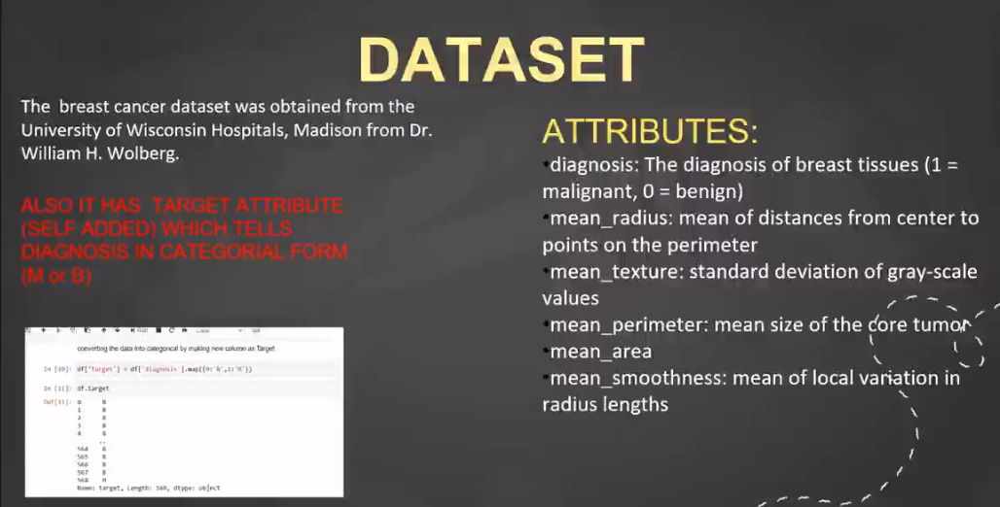 DATASET
The breast cancer dataset was obtained from the
University of Wisconsin Hospitals, Madison from Dr.
William H. Wolberg.
ALSO IT HAS TARGET ATTRIBUTE
(SELF ADDED) WHICH TELLS
DIAGNOSIS IN CATEGORIAL FORM
(M or B)
converting the data into categorical by making new column as Target
In [10]: df['target'] = df['diagnosis'].map({0:'B',1:'M'})
In [11]: df.target
Out[11]: 0 B
1 B
2 B
3 B
4 B
..
564 B
565 B
566 B
567 B
568 M
Name: target, Length: 569, dtype: object
ATTRIBUTES:
•diagnosis: The diagnosis of breast tissues (1 =
malignant, 0 = benign)
•mean_radius: mean of distances from center to
points on the perimeter
•mean_texture: standard deviation of gray-scale
values
•mean_perimeter: mean size of the core tumor
•mean_area
•mean_smoothness: mean of local variation in
radius lengths